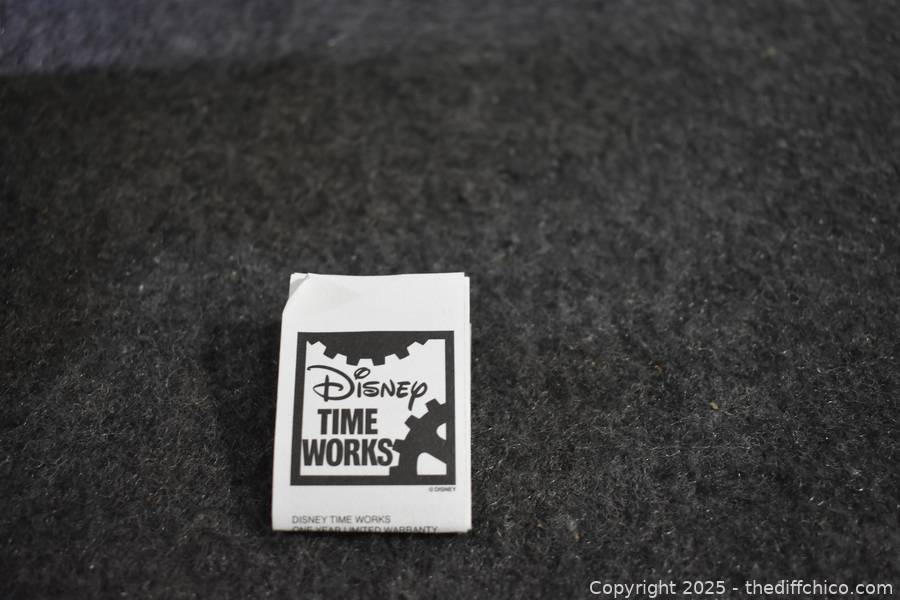 Disney
TIME
WORKS
© DISNEY
DISNEY TIME WORKS
ONE YEAR LIMITED WARRANTY
Copyright 2025 - thediffchico.com